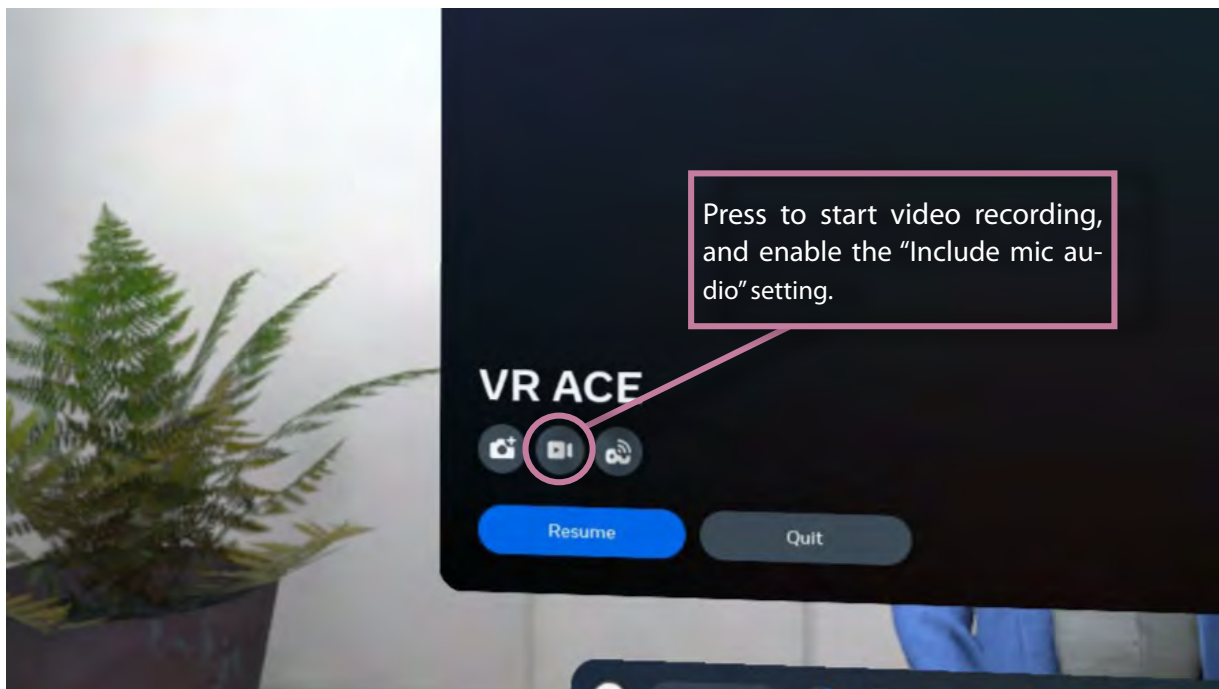 Press to start video recording,
and enable the “Include mic au-
dio” setting.
VR ACE
Resume
Quit